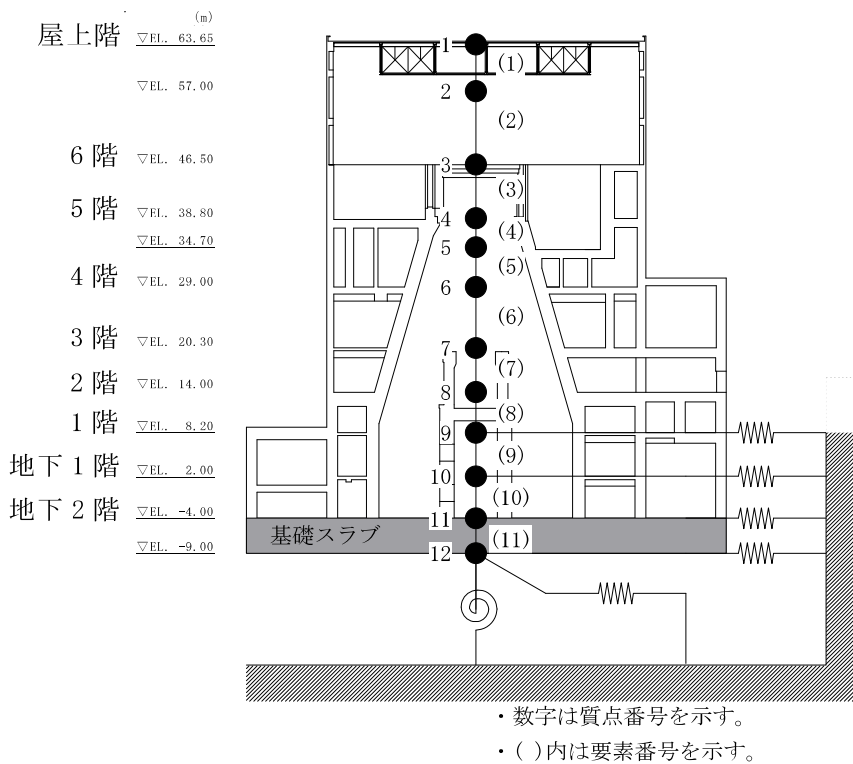 (m)
屋上階 ▽EL. 63.65
▽EL. 57.00
6階 ▽EL. 46.50
5階 ▽EL. 38.80
▽EL. 34.70
4階 ▽EL. 29.00
3階 ▽EL. 20.30
2階 ▽EL. 14.00
1階 ▽EL. 8.20
地下1階 ▽EL. 2.00
地下2階 ▽EL. -4.00
▽EL. -9.00
1
(1)
2
(2)
3
(3)
4
(4)
5
(5)
6
(6)
7
(7)
8
(8)
9
(9)
10
(10)
11
基礎スラブ
(11)
12
・数字は質点番号を示す。
・( )内は要素番号を示す。